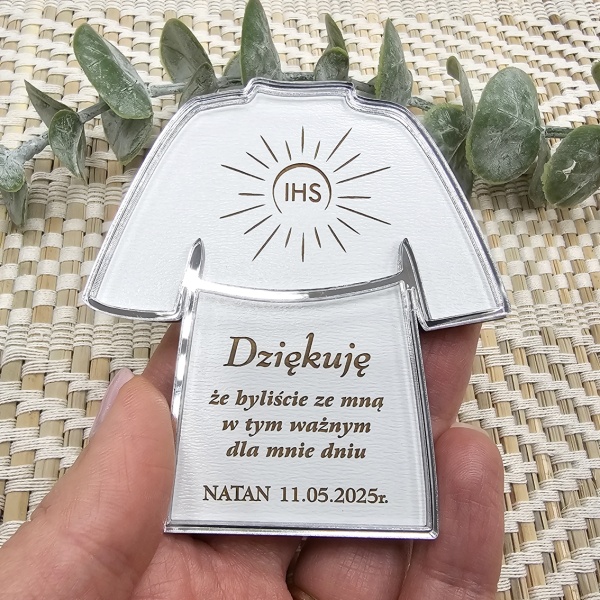 IHS
Dziękuję
że byliście ze mną
w tym ważnym
dla mnie dniu
NATAN 11.05.2025r.